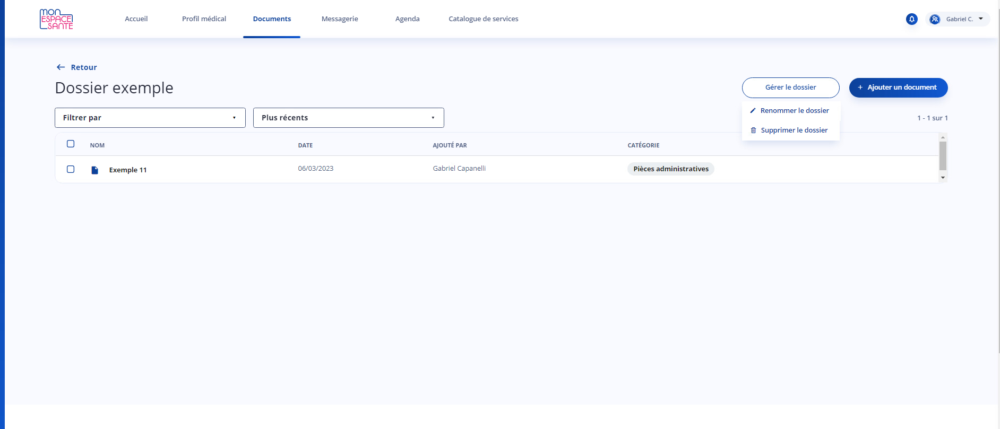 mon
ESPACE
SANTÉ
Accueil
Profil médical
Documents
Messagerie
Agenda
Catalogue de services
Gabriel C.
Retour
Dossier exemple
Gérer le dossier
+ Ajouter un document
Renommer le dossier
Supprimer le dossier
Filtrer par
Plus récents
1 - 1 sur 1
NOM
DATE
AJOUTÉ PAR
CATÉGORIE
Exemple 11
06/03/2023
Gabriel Capanelli
Pièces administratives